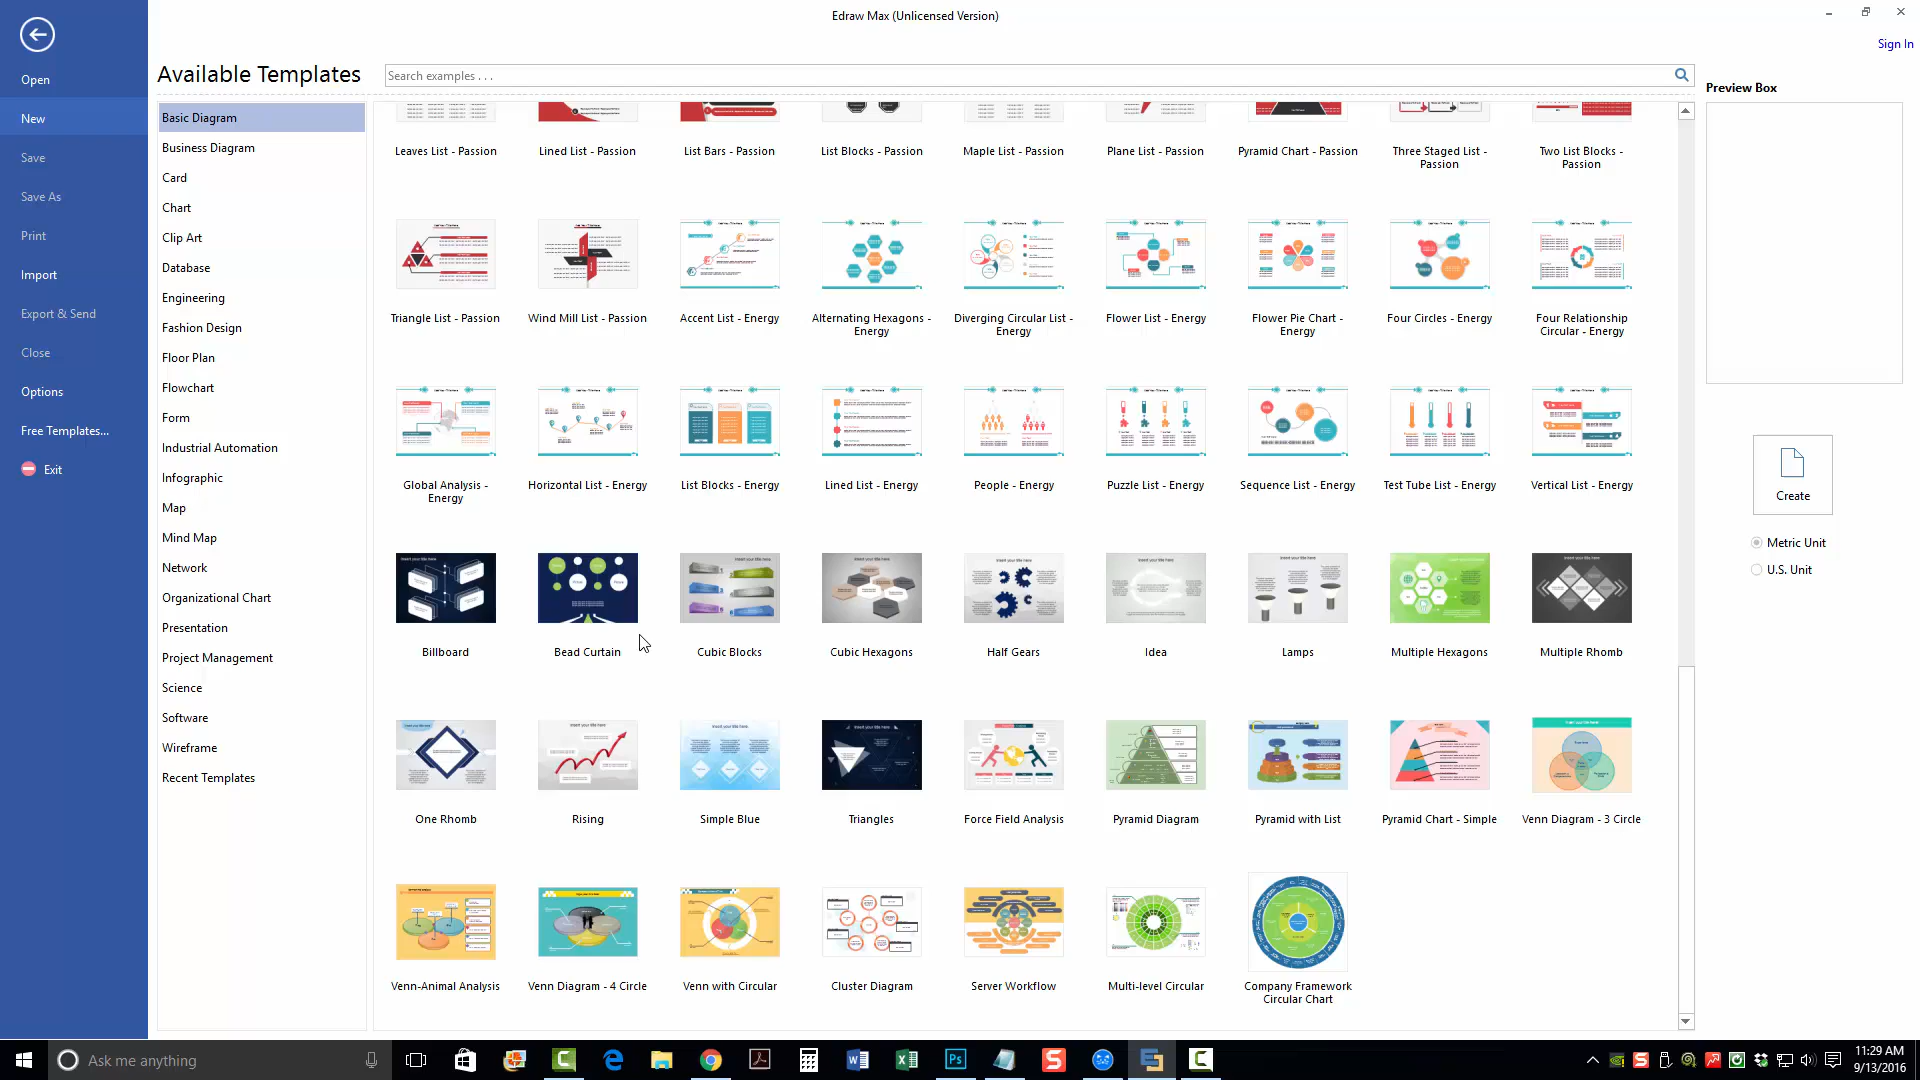 Edraw Max (Unlicensed Version)
Sign In
Available Templates
Search examples . . .
Preview Box
Open
New
Save
Save As
Print
Import
Export & Send
Close
Options
Free Templates...
Exit
Basic Diagram
Business Diagram
Card
Chart
Clip Art
Database
Engineering
Fashion Design
Floor Plan
Flowchart
Form
Industrial Automation
Infographic
Map
Mind Map
Network
Organizational Chart
Presentation
Project Management
Science
Software
Wireframe
Recent Templates
Leaves List - Passion
Lined List - Passion
List Bars - Passion
List Blocks - Passion
Maple List - Passion
Plane List - Passion
Pyramid Chart - Passion
Three Staged List -
Passion
Two List Blocks -
Passion
Triangle List - Passion
Wind Mill List - Passion
Accent List - Energy
Alternating Hexagons -
Energy
Diverging Circular List -
Energy
Flower List - Energy
Flower Pie Chart -
Energy
Four Circles - Energy
Four Relationship
Circular - Energy
Global Analysis -
Energy
Horizontal List - Energy
List Blocks - Energy
Lined List - Energy
People - Energy
Puzzle List - Energy
Sequence List - Energy
Test Tube List - Energy
Vertical List - Energy
Billboard
Bead Curtain
Cubic Blocks
Cubic Hexagons
Half Gears
Idea
Lamps
Multiple Hexagons
Multiple Rhomb
One Rhomb
Rising
Simple Blue
Triangles
Force Field Analysis
Pyramid Diagram
Pyramid with List
Pyramid Chart - Simple
Venn Diagram - 3 Circle
Venn-Animal Analysis
Venn Diagram - 4 Circle
Venn with Circular
Cluster Diagram
Server Workflow
Multi-level Circular
Company Framework
Circular Chart
Create
Metric Unit
U.S. Unit
Ask me anything
11:29 AM
9/13/2016